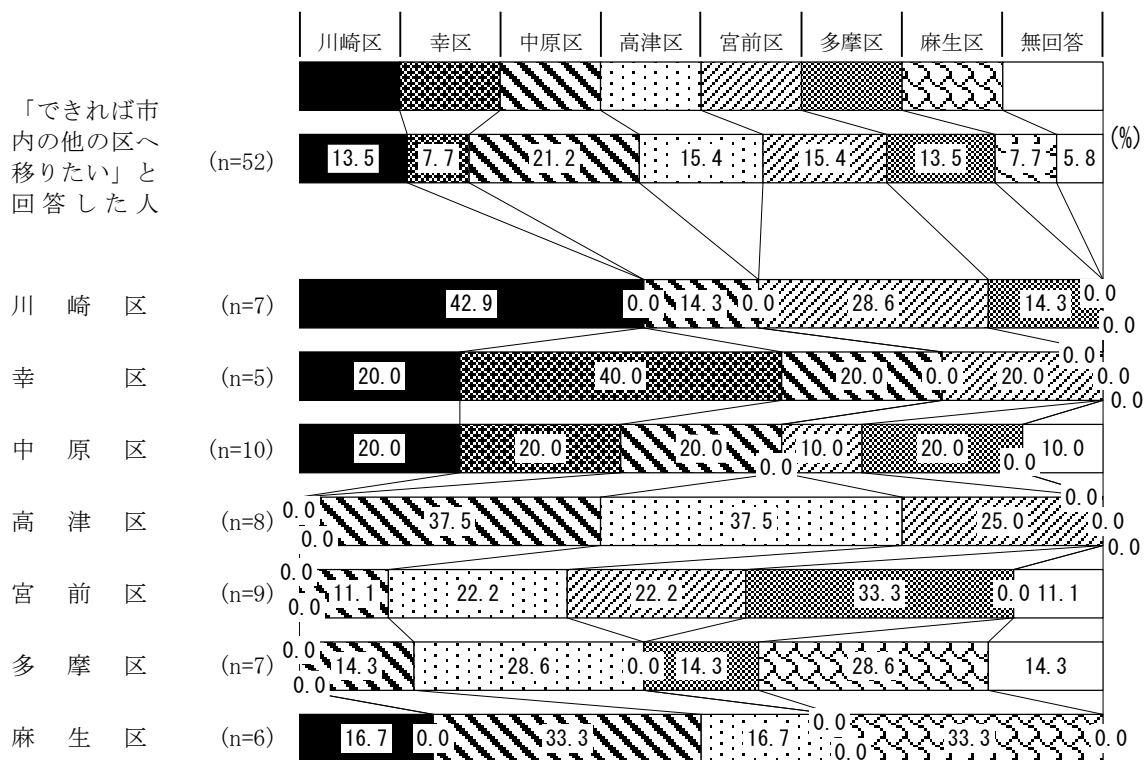 川崎区 幸区 中原区 高津区 宮前区 多摩区 麻生区 無回答
(%)
「できれば市
内の他の区へ
移りたい」と
回答した人
(n=52) 13.5 7.7 21.2 15.4 15.4 13.5 7.7 5.8
川崎区 (n=7) 42.9 0.0 14.3 0.0 28.6 14.3 0.0 0.0
幸区 (n=5) 20.0 40.0 20.0 0.0 20.0 0.0 0.0 0.0
中原区 (n=10) 20.0 20.0 20.0 0.0 10.0 20.0 0.0 10.0
高津区 (n=8) 0.0 0.0 37.5 37.5 25.0 0.0 0.0 0.0
宮前区 (n=9) 0.0 0.0 11.1 22.2 22.2 33.3 0.0 11.1
多摩区 (n=7) 0.0 0.0 14.3 28.6 0.0 14.3 28.6 14.3
麻生区 (n=6) 16.7 0.0 33.3 16.7 0.0 0.0 33.3 0.0